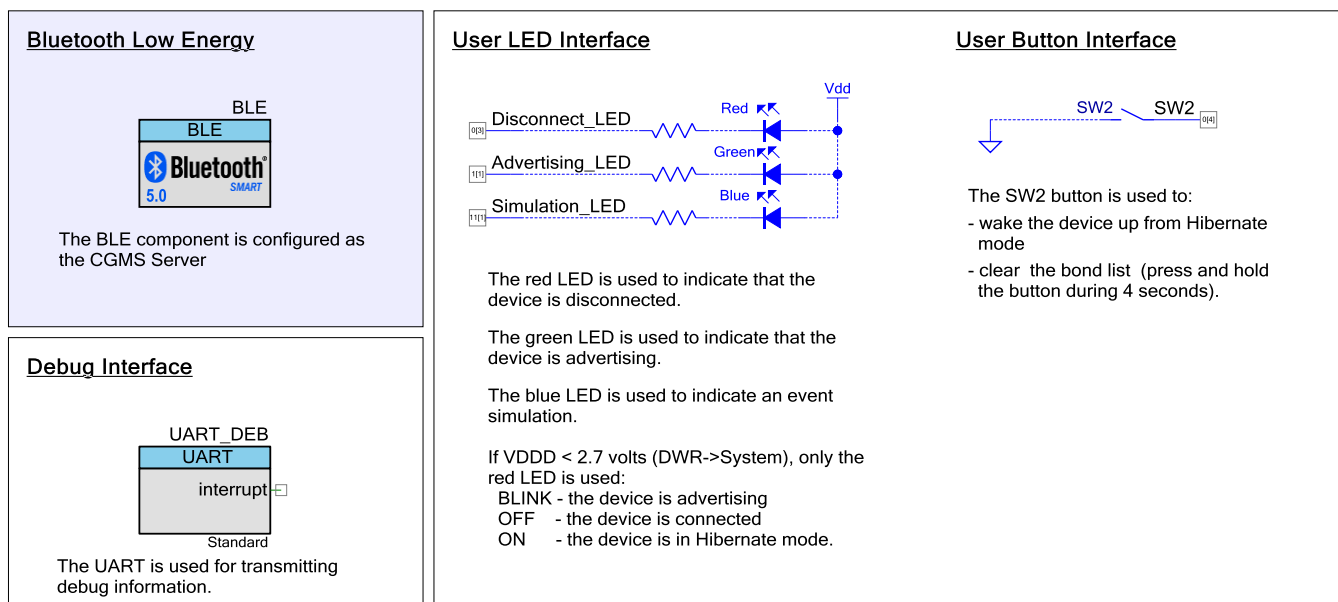 Bluetooth Low Energy
BLE
BLE
Bluetooth®
SMART
5.0
The BLE component is configured as
the CGMS Server
Debug Interface
UART_DEB
UART
interrupt
Standard
The UART is used for transmitting
debug information.
User LED Interface
Vdd
0[3]
Disconnect_LED
Red
1[1]
Advertising_LED
Green
11[1]
Simulation_LED
Blue
The red LED is used to indicate that the
device is disconnected.
The green LED is used to indicate that the
device is advertising.
The blue LED is used to indicate an event
simulation.
If VDDD < 2.7 volts (DWR->System), only the
red LED is used:
BLINK - the device is advertising
OFF - the device is connected
ON - the device is in Hibernate mode.
User Button Interface
SW2 SW2 0[4]
The SW2 button is used to:
- wake the device up from Hibernate
mode
- clear the bond list (press and hold
the button during 4 seconds).